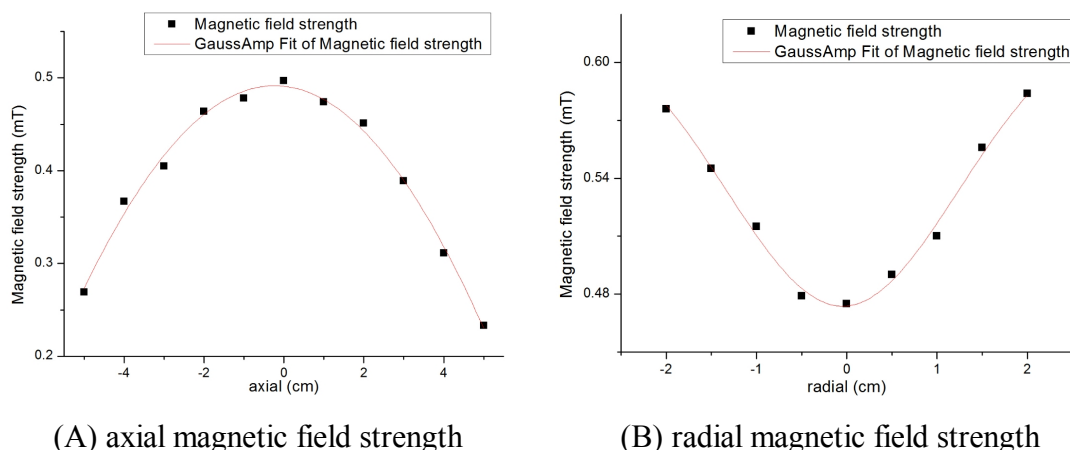 Magnetic field strength
GaussAmp Fit of Magnetic field strength
Magnetic field strength (mT)
0.5
0.4
0.3
0.2
-4
-2
0
2
4
axial (cm)
(A) axial magnetic field strength
Magnetic field strength
GaussAmp Fit of Magnetic field strength
Magnetic field strength (mT)
0.60
0.54
0.48
-2
-1
0
1
2
radial (cm)
(B) radial magnetic field strength